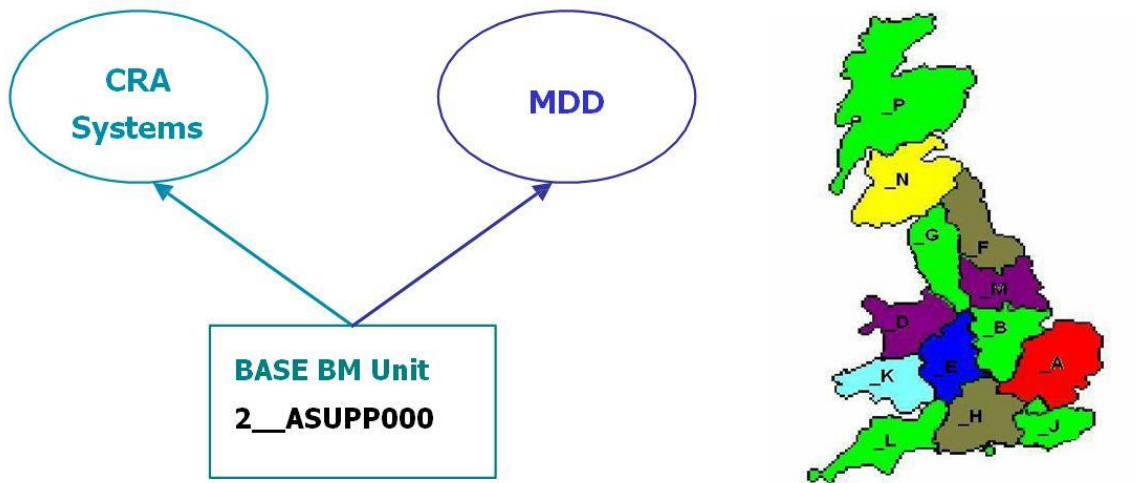 CRA
Systems
MDD
BASE BM Unit
2__ASUPP000
_P
_N
_G
_F
_M
_D
_B
_E
_A
_K
_H
_J
_L